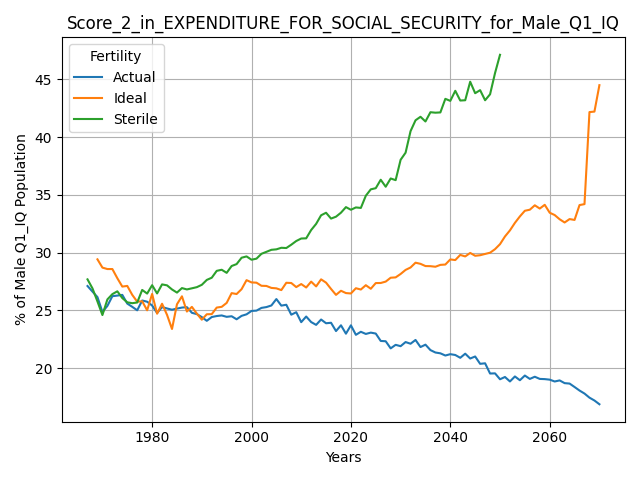 Score_2_in_EXPENDITURE_FOR_SOCIAL_SECURITY_for_Male_Q1_IQ
Fertility
Actual
Ideal
Sterile
% of Male Q1_IQ Population
45
40
35
30
25
20
1980
2000
2020
2040
2060
Years